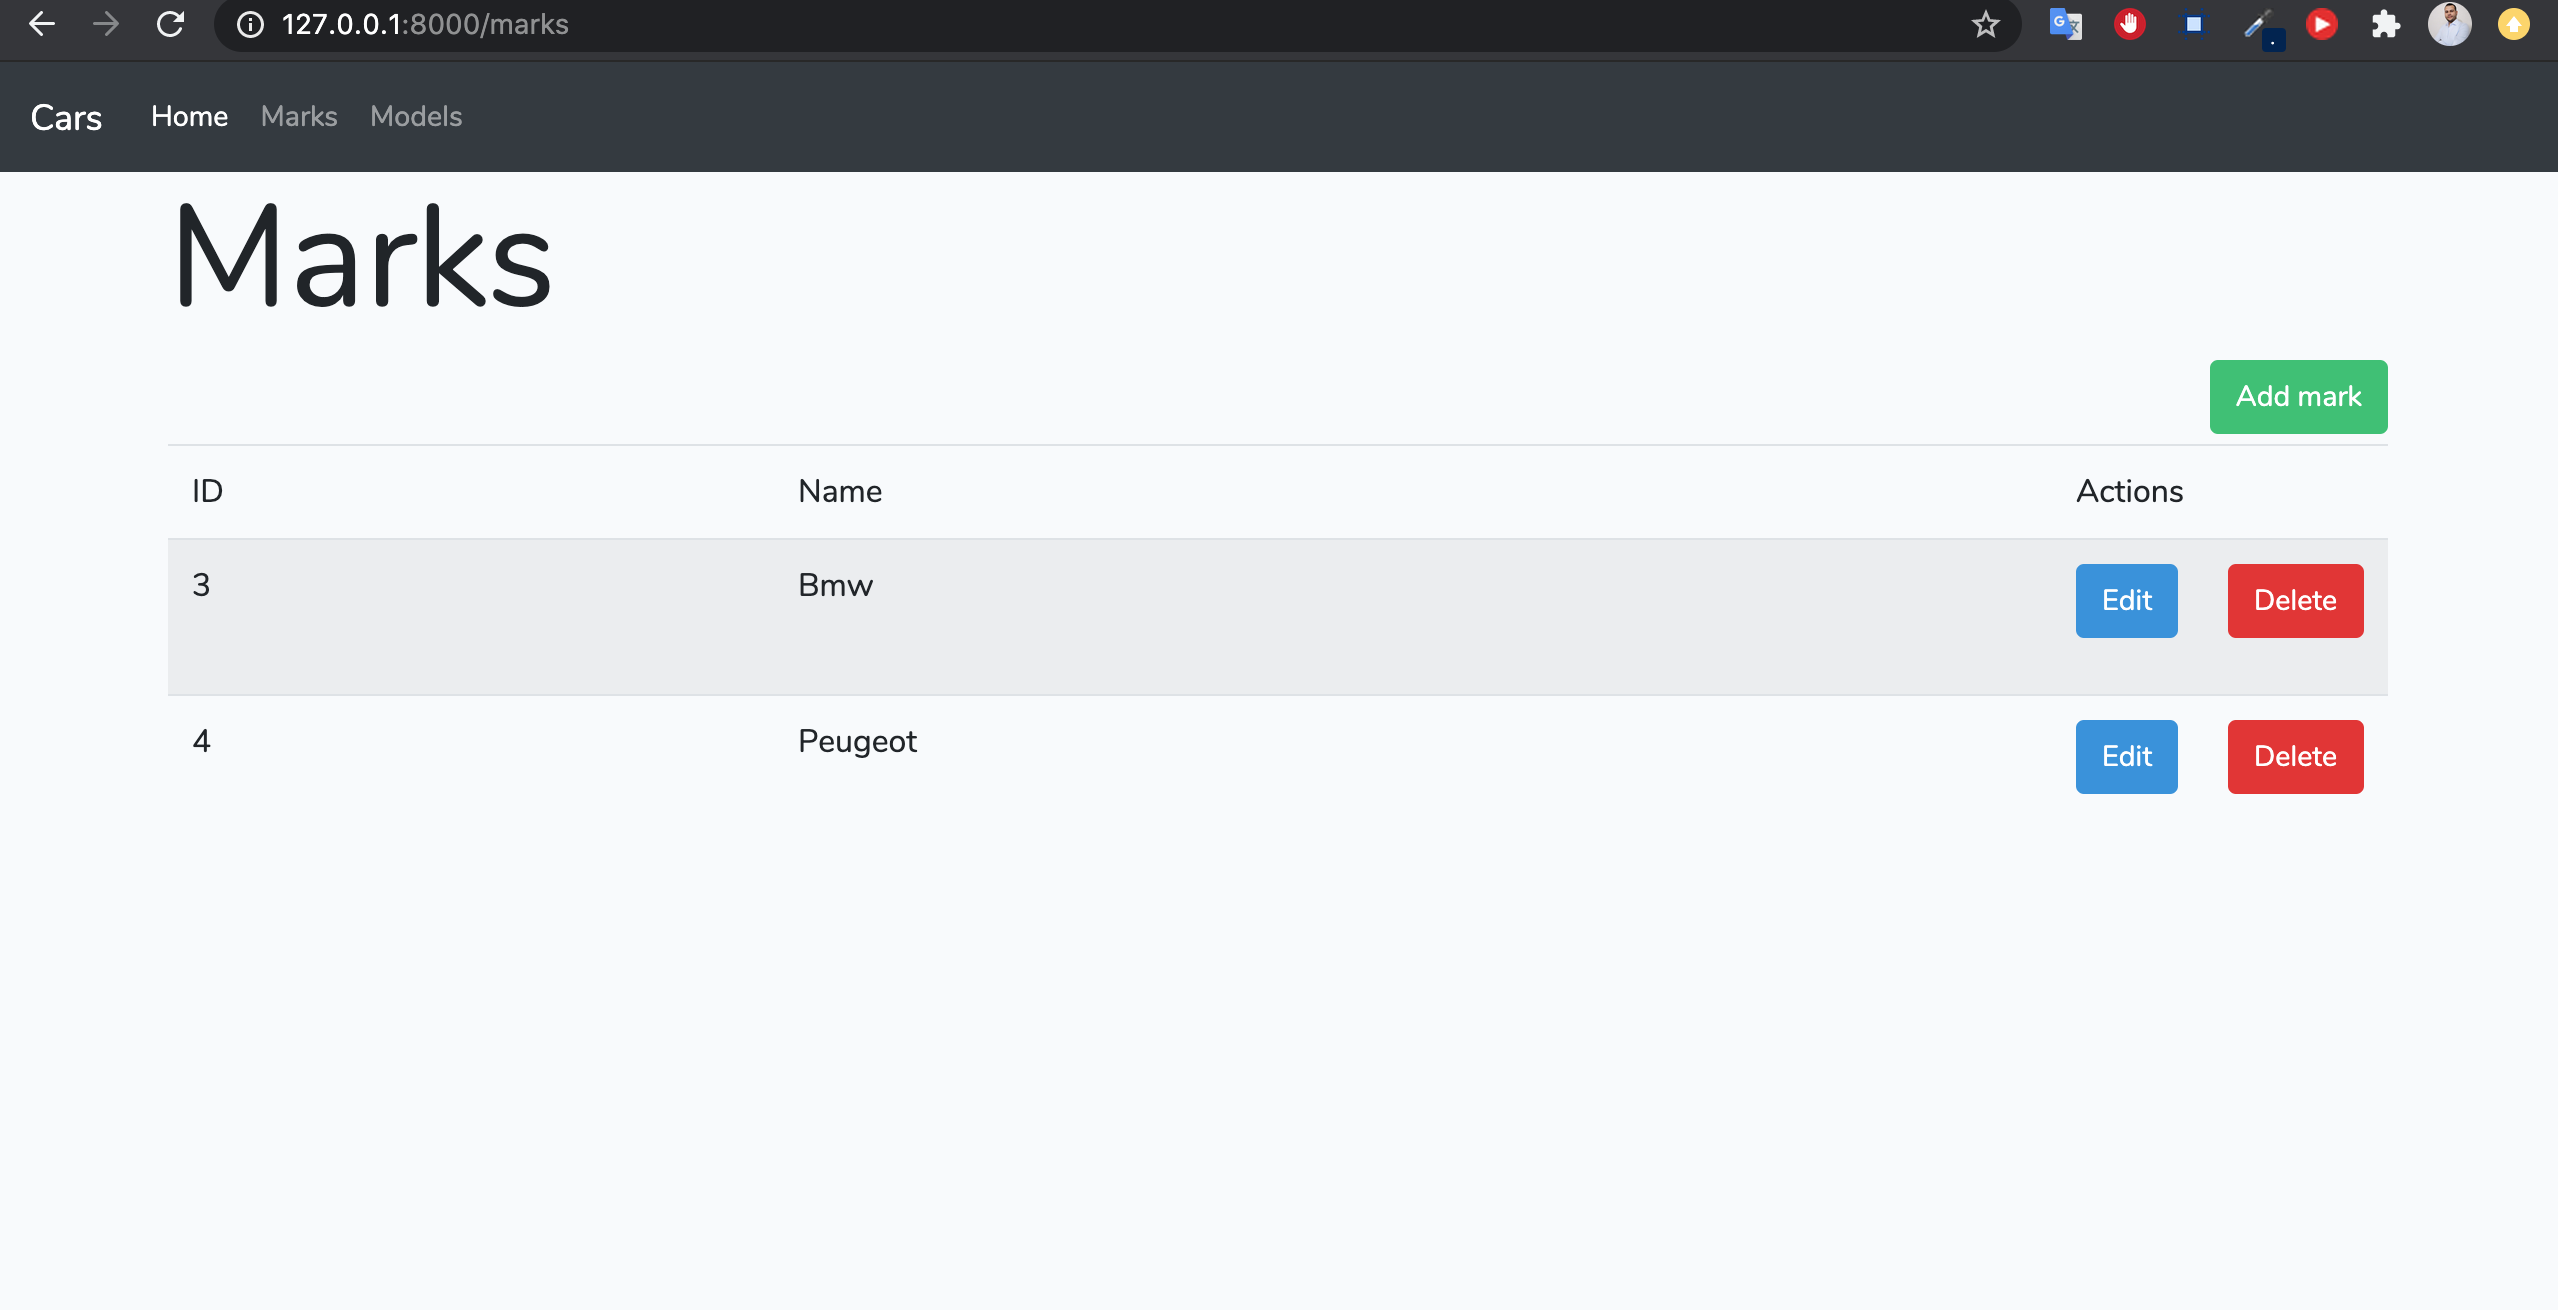 127.0.0.1:8000/marks
Cars Home Marks Models
Marks
Add mark
ID Name Actions
3 Bmw Edit Delete
4 Peugeot Edit Delete